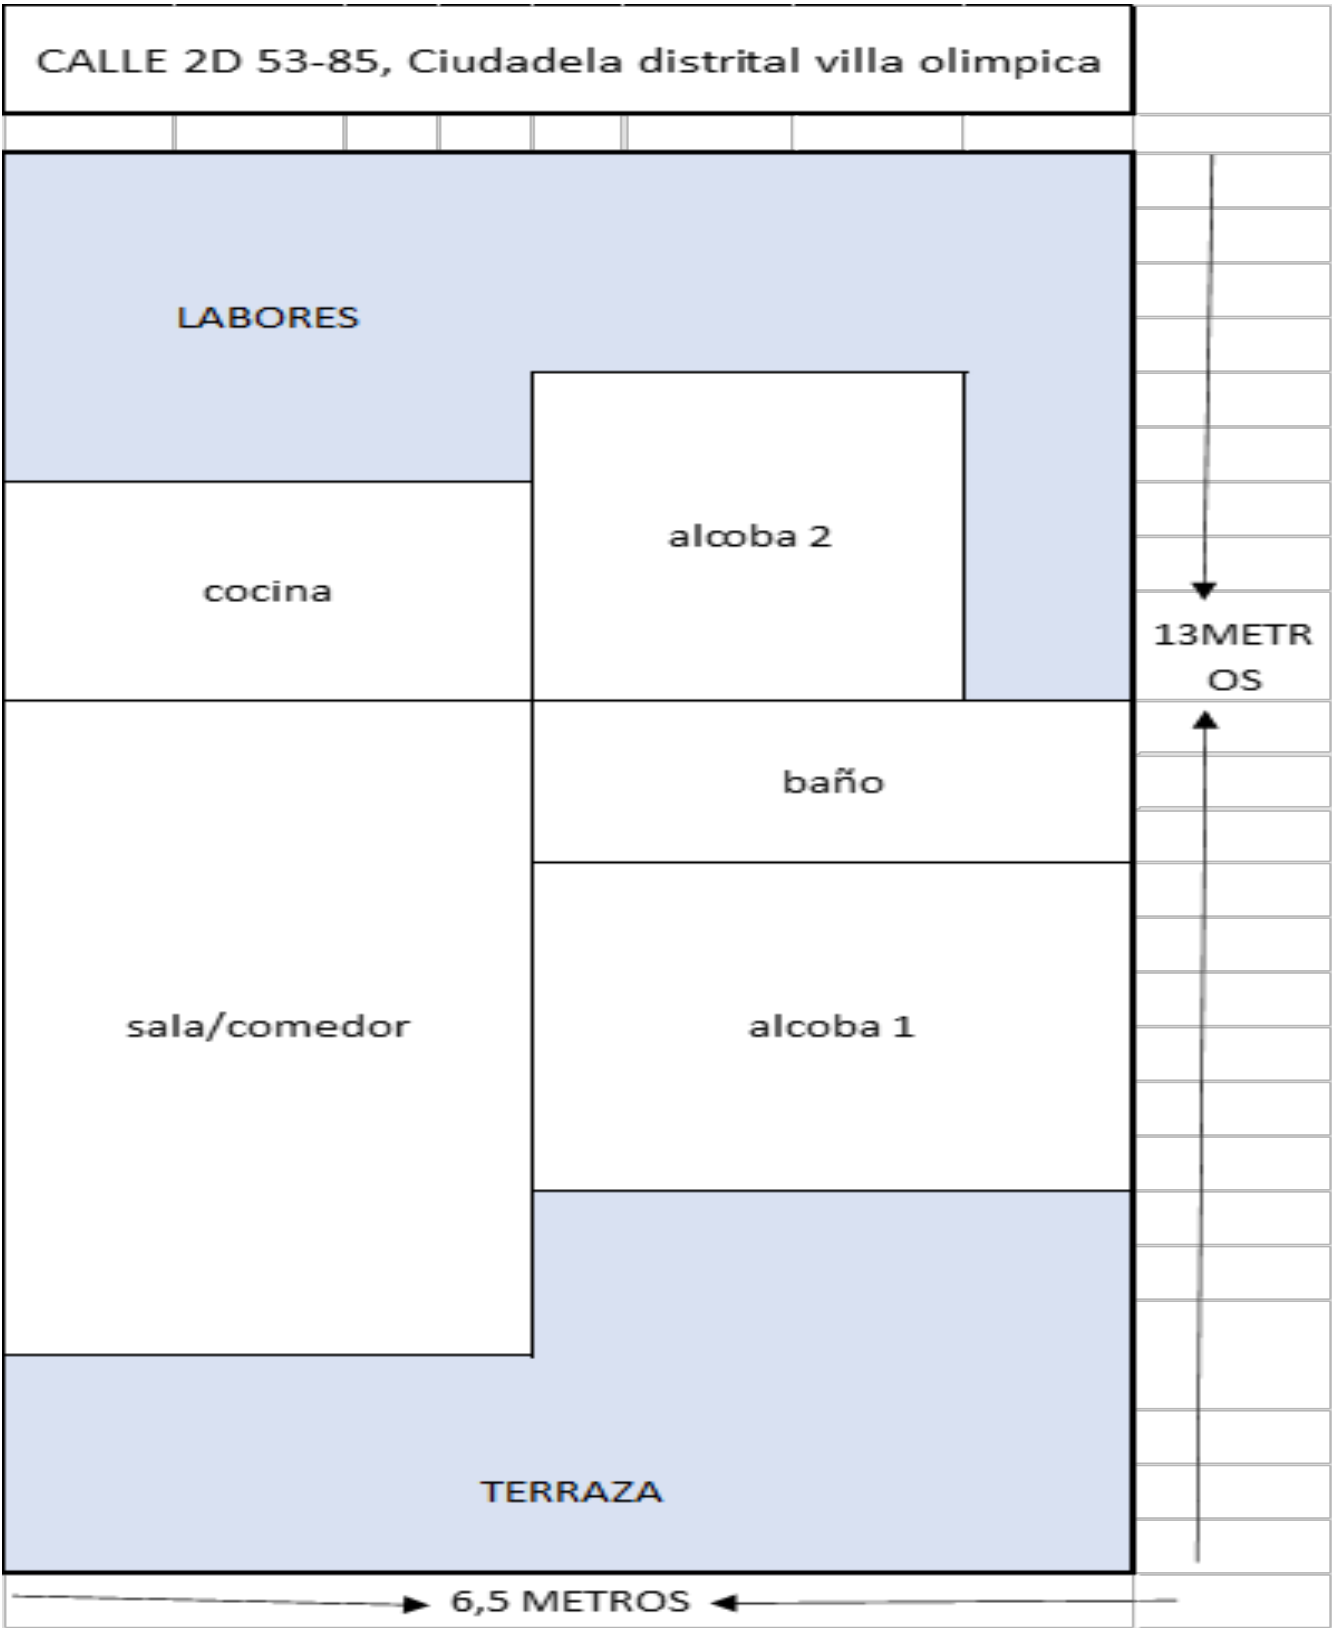 CALLE 2D 53-85, Ciudadela distrital villa olimpica
LABORES
alcoba 2
cocina
13METR
OS
baño
sala/comedor
alcoba 1
TERRAZA
6,5 METROS